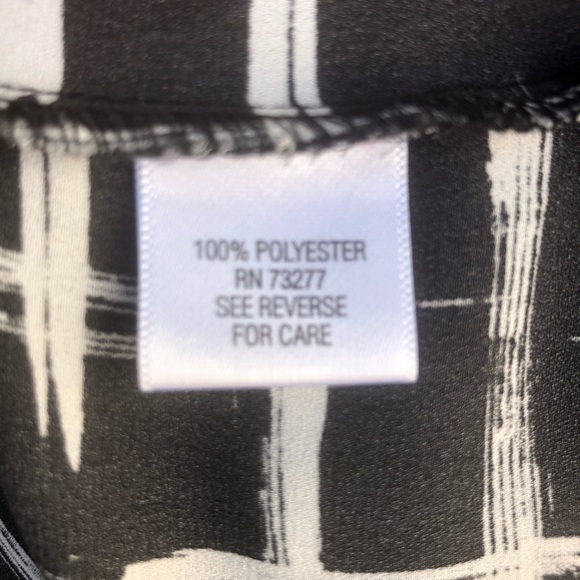 100% POLYESTER
RN 73277
SEE REVERSE
FOR CARE